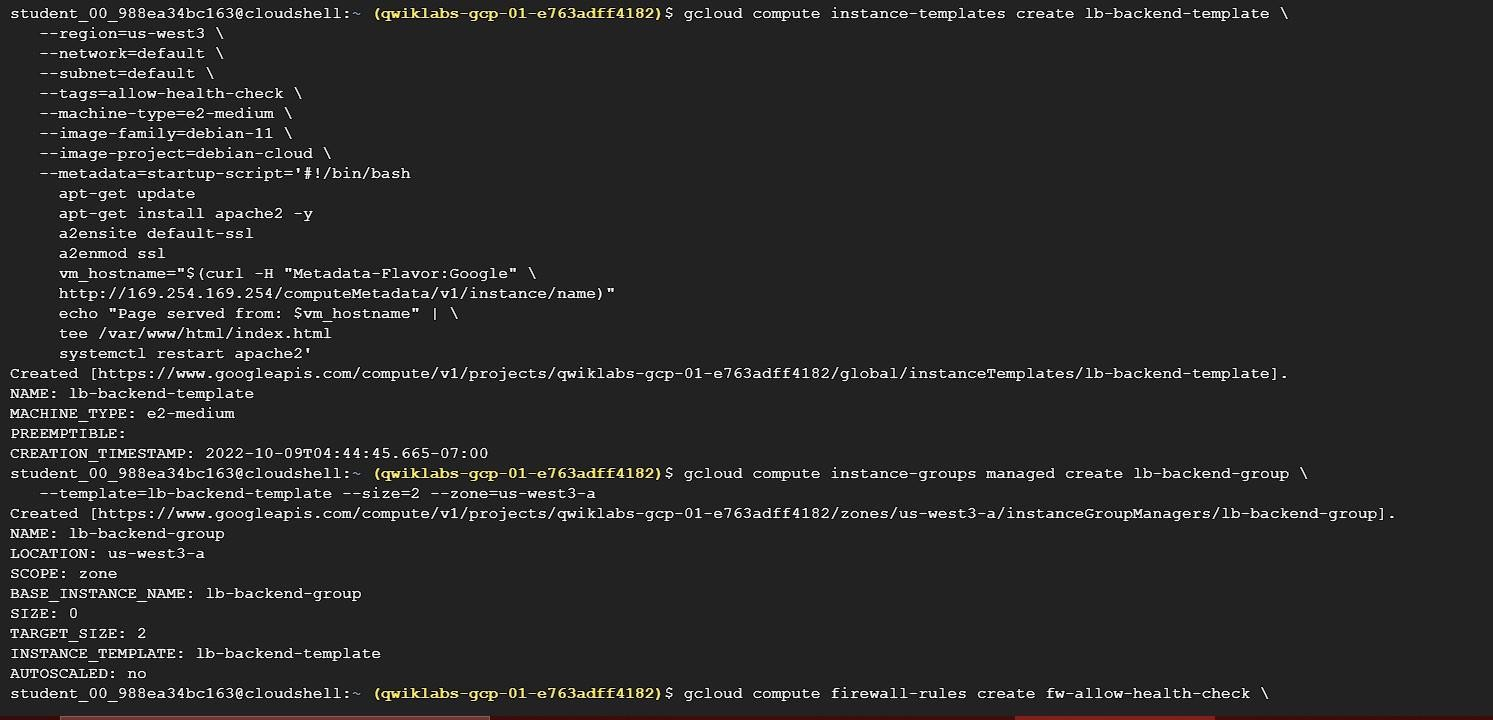 student_00_988ea34bc163@cloudshell:~ (qwiklabs-gcp-01-e763adff4182)$ gcloud compute instance-templates create lb-backend-template \
   --region=us-west3 \
   --network=default \
   --subnet=default \
   --tags=allow-health-check \
   --machine-type=e2-medium \
   --image-family=debian-11 \
   --image-project=debian-cloud \
   --metadata=startup-script='#!/bin/bash
     apt-get update
     apt-get install apache2 -y
     a2ensite default-ssl
     a2enmod ssl
     vm_hostname="$(curl -H "Metadata-Flavor:Google" \
     http://169.254.169.254/computeMetadata/v1/instance/name)"
     echo "Page served from: $vm_hostname" | \
     tee /var/www/html/index.html
     systemctl restart apache2'
Created [https://www.googleapis.com/compute/v1/projects/qwiklabs-gcp-01-e763adff4182/global/instanceTemplates/lb-backend-template].
NAME: lb-backend-template
MACHINE_TYPE: e2-medium
PREEMPTIBLE:
CREATION_TIMESTAMP: 2022-10-09T04:44:45.665-07:00
student_00_988ea34bc163@cloudshell:~ (qwiklabs-gcp-01-e763adff4182)$ gcloud compute instance-groups managed create lb-backend-group \
   --template=lb-backend-template --size=2 --zone=us-west3-a
Created [https://www.googleapis.com/compute/v1/projects/qwiklabs-gcp-01-e763adff4182/zones/us-west3-a/instanceGroupManagers/lb-backend-group].
NAME: lb-backend-group
LOCATION: us-west3-a
SCOPE: zone
BASE_INSTANCE_NAME: lb-backend-group
SIZE: 0
TARGET_SIZE: 2
INSTANCE_TEMPLATE: lb-backend-template
AUTOSCALED: no
student_00_988ea34bc163@cloudshell:~ (qwiklabs-gcp-01-e763adff4182)$ gcloud compute firewall-rules create fw-allow-health-check \